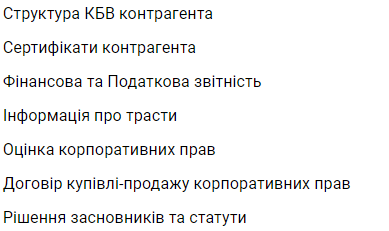 Структура КБВ контрагента
Сертифікати контрагента
Фінансова та Податкова звітність
Інформація про трасти
Оцінка корпоративних прав
Договір купівлі-продажу корпоративних прав
Рішення засновників та статути